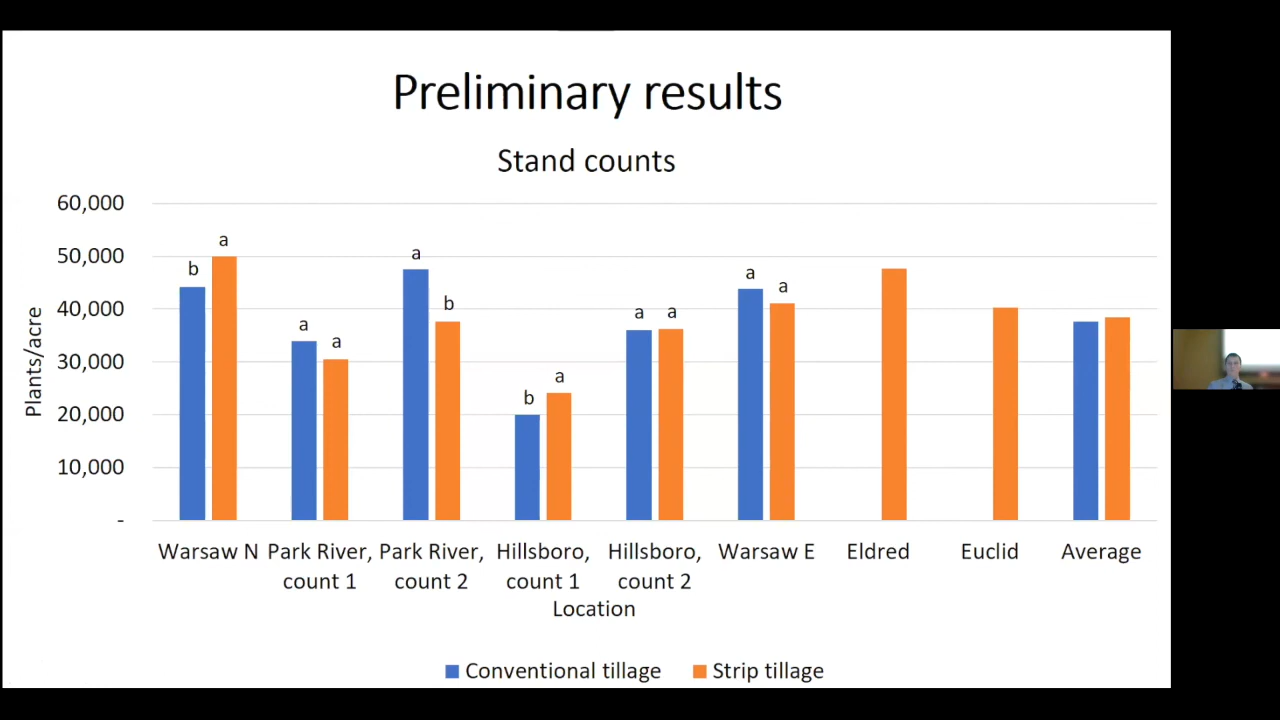 Preliminary results
Stand counts
60,000
50,000
40,000
30,000
20,000
10,000
-
Plants/acre
b a
a a
a b
b a
a a
a a
Warsaw N Park River, Park River, Hillsboro, Hillsboro, Warsaw E Eldred Euclid Average
count 1 count 2 count 1 count 2
Location
Conventional tillage Strip tillage